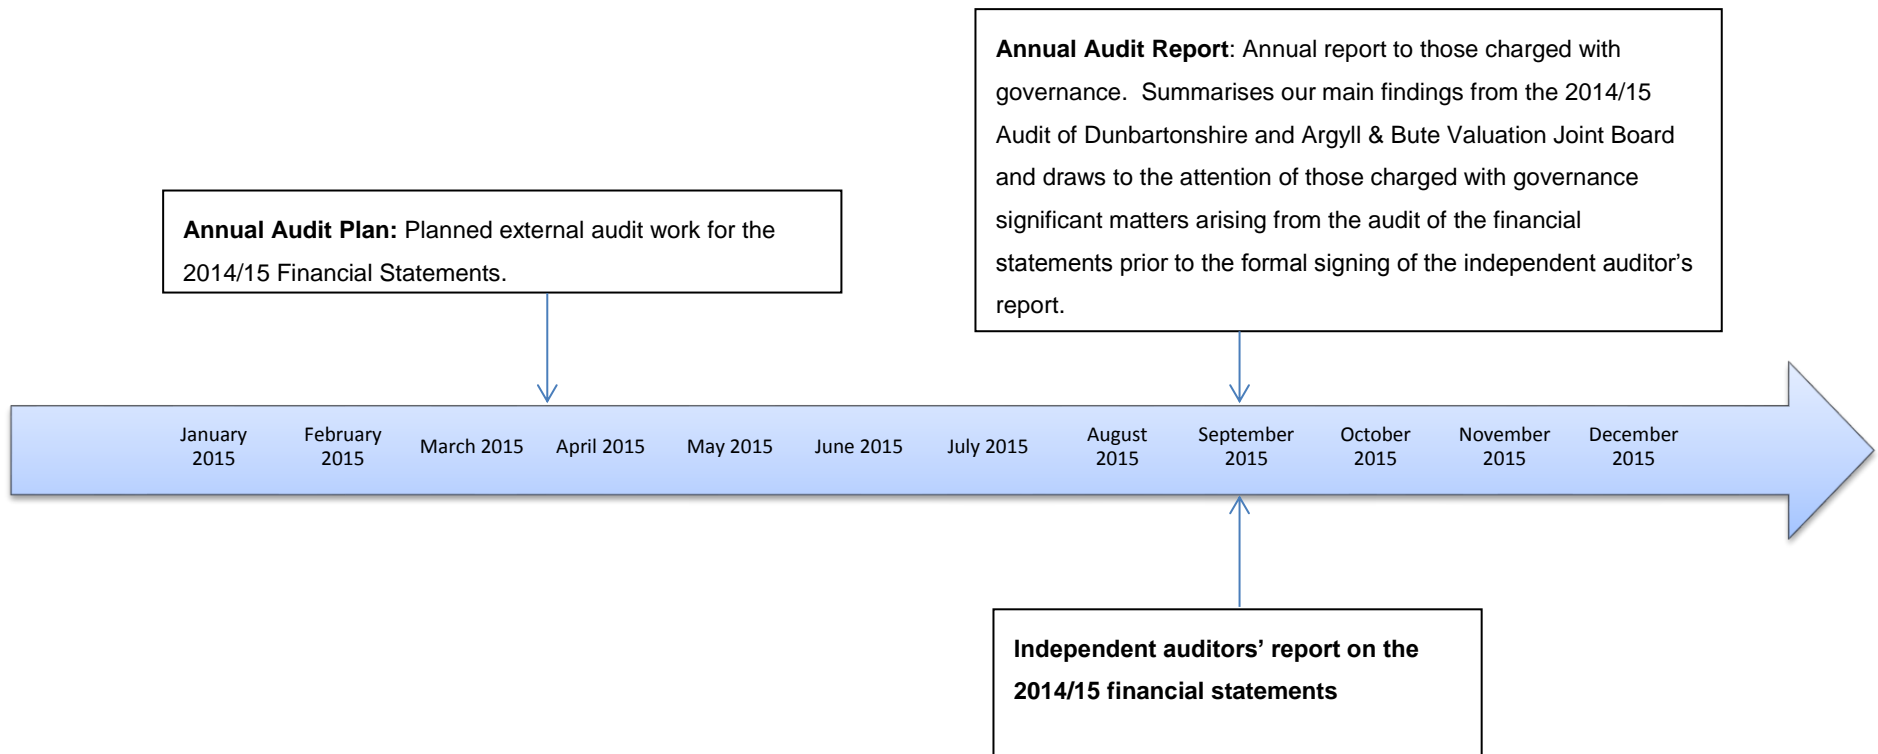 Annual Audit Report: Annual report to those charged with
governance.  Summarises our main findings from the 2014/15
Audit of Dunbartonshire and Argyll & Bute Valuation Joint Board
and draws to the attention of those charged with governance
significant matters arising from the audit of the financial
statements prior to the formal signing of the independent auditor’s
report.
Annual Audit Plan: Planned external audit work for the
2014/15 Financial Statements.
January
2015
February
2015
March 2015
April 2015
May 2015
June 2015
July 2015
August
2015
September
2015
October
2015
November
2015
December
2015
Independent auditors’ report on the
2014/15 financial statements